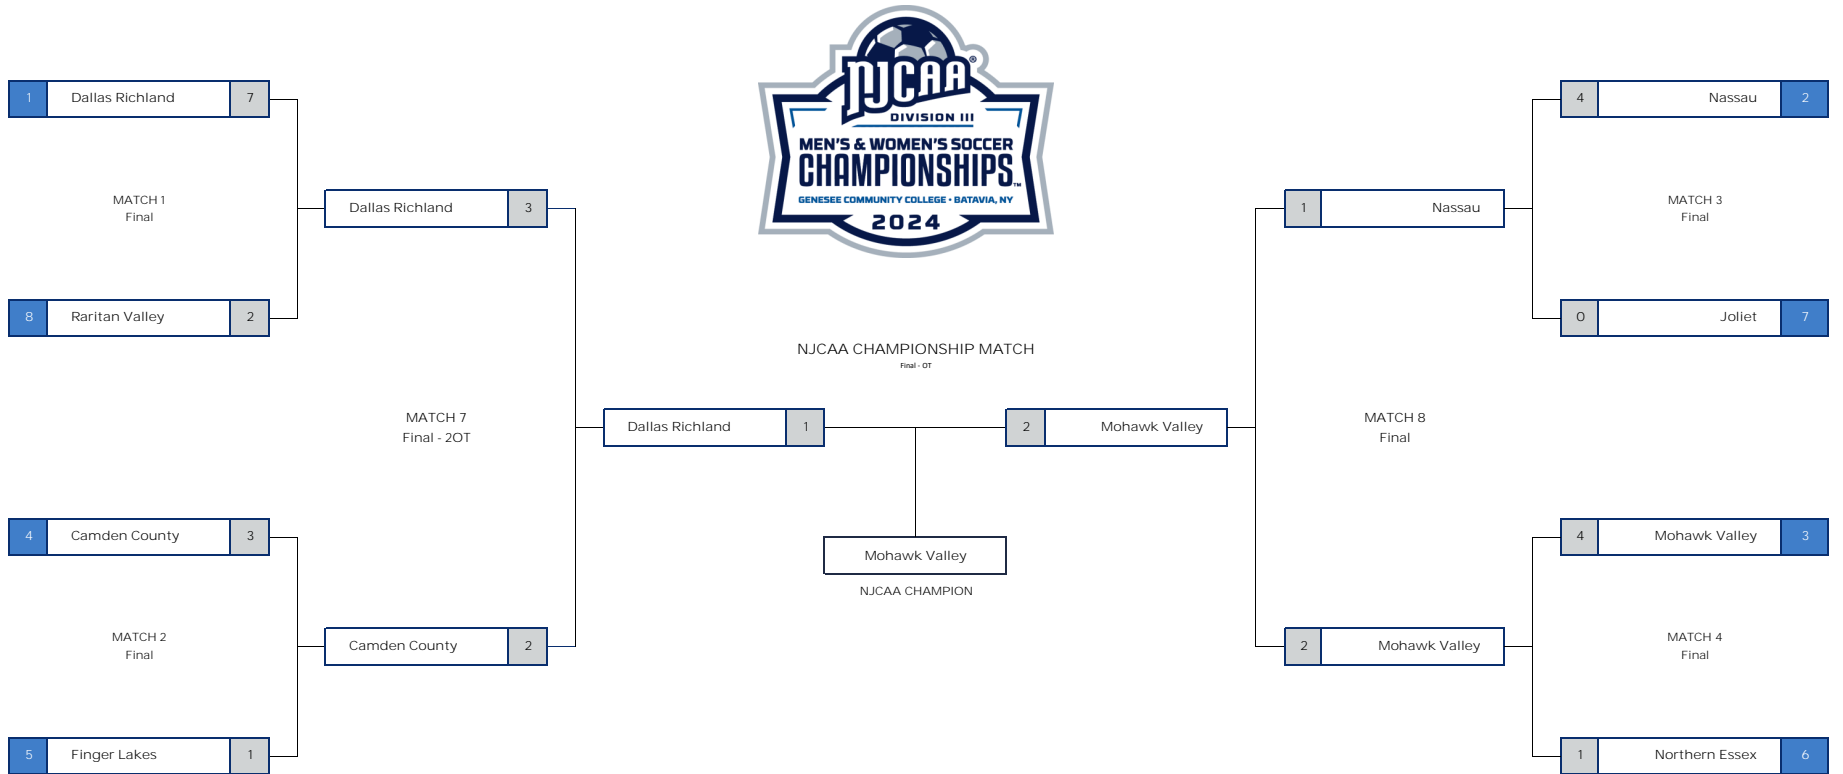 NJCAA®
DIVISION III
MEN'S & WOMEN'S SOCCER
CHAMPIONSHIPS™
GENESEE COMMUNITY COLLEGE • BATAVIA, NY
2024
1 Dallas Richland 7
MATCH 1
Final
8 Raritan Valley 2
Dallas Richland 3
MATCH 7
Final - 2OT
4 Camden County 3
MATCH 2
Final
5 Finger Lakes 1
Camden County 2
NJCAA CHAMPIONSHIP MATCH
Final - OT
Dallas Richland 1
2 Mohawk Valley
Mohawk Valley
NJCAA CHAMPION
4 Nassau 2
MATCH 3
Final
0 Joliet 7
1 Nassau
MATCH 8
Final
4 Mohawk Valley 3
MATCH 4
Final
1 Northern Essex 6
2 Mohawk Valley